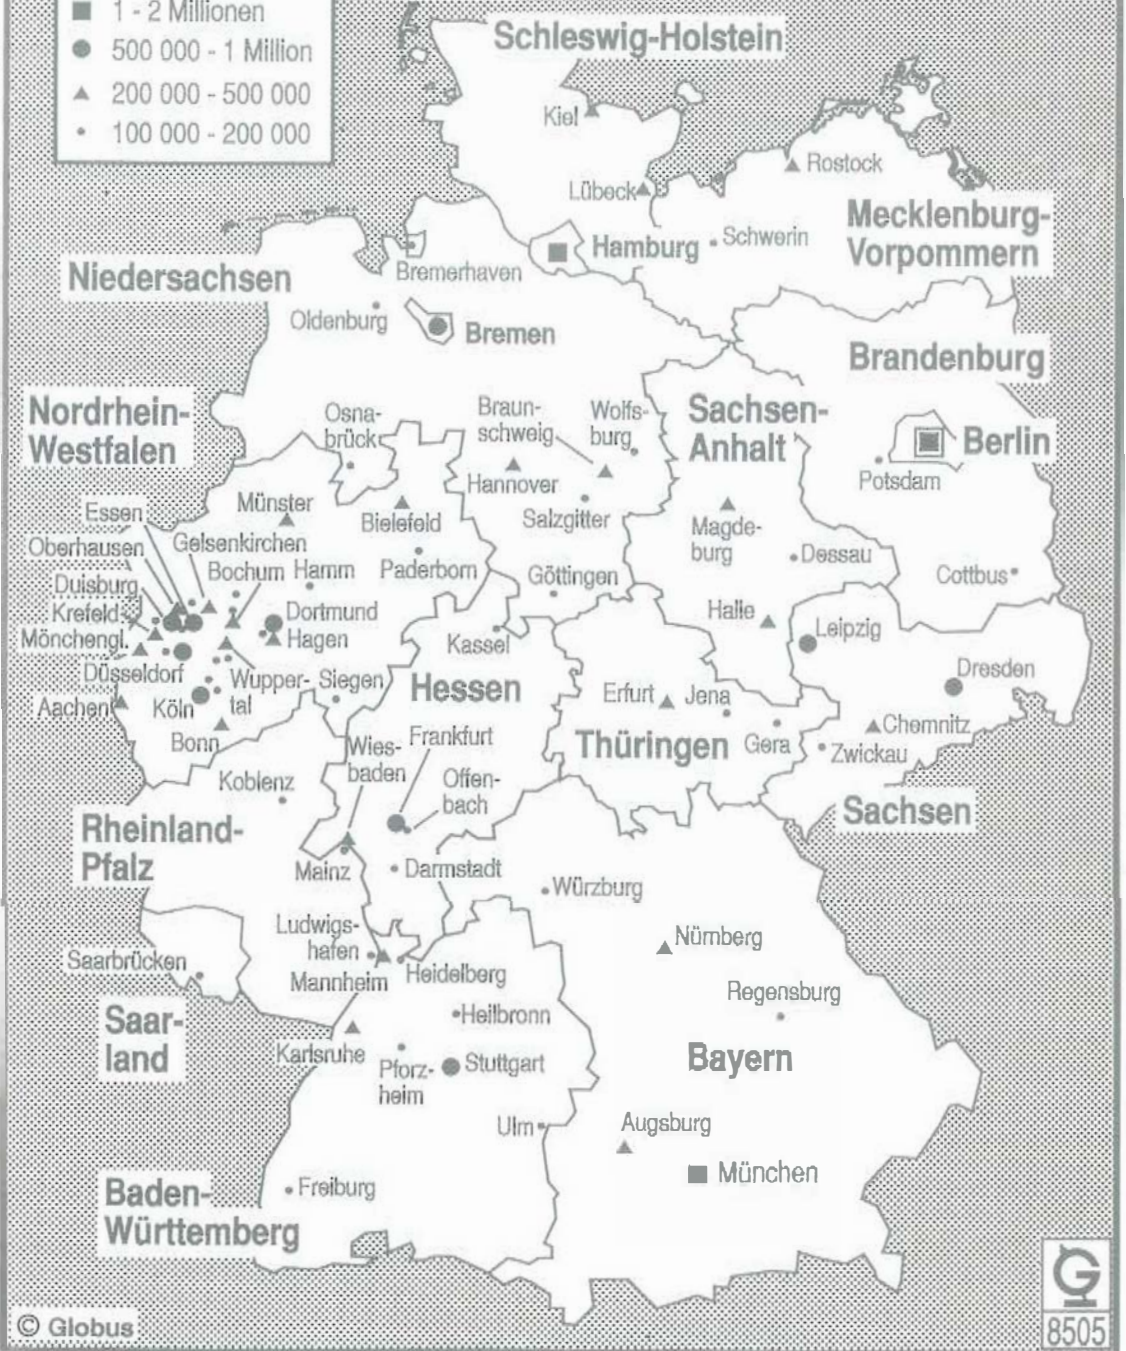 1 - 2 Millionen
500 000 - 1 Million
200 000 - 500 000
100 000 - 200 000
Schleswig-Holstein
Kiel
Rostock
Lübeck
Mecklenburg-
Vorpommern
Hamburg
Schwerin
Niedersachsen
Bremerhaven
Oldenburg
Bremen
Brandenburg
Nordrhein-
Westfalen
Osna-
brück
Braun-
schweig
Wolfs-
burg
Sachsen-
Anhalt
Berlin
Potsdam
Hannover
Essen
Münster
Bielefeld
Salzgitter
Magde-
burg
Oberhausen
Gelsenkirchen
Dessau
Duisburg
Bochum
Hamm
Paderborn
Göttingen
Cottbus
Krefeld
Dortmund
Halle
Leipzig
Mönchengl.
Hagen
Kassel
Düsseldorf
Wupper-
tal
Siegen
Hessen
Erfurt
Jena
Dresden
Aachen
Köln
Bonn
Chemnitz
Wies-
baden
Frankfurt
Thüringen
Gera
Zwickau
Koblenz
Offen-
bach
Sachsen
Rheinland-
Pfalz
Mainz
Darmstadt
Würzburg
Ludwigs-
hafen
Nürnberg
Saarbrücken
Mannheim
Heidelberg
Regensburg
Saar-
land
Heilbronn
Karlsruhe
Pforz-
heim
Stuttgart
Bayern
Ulm
Augsburg
München
Baden-
Württemberg
Freiburg
© Globus
G
8505